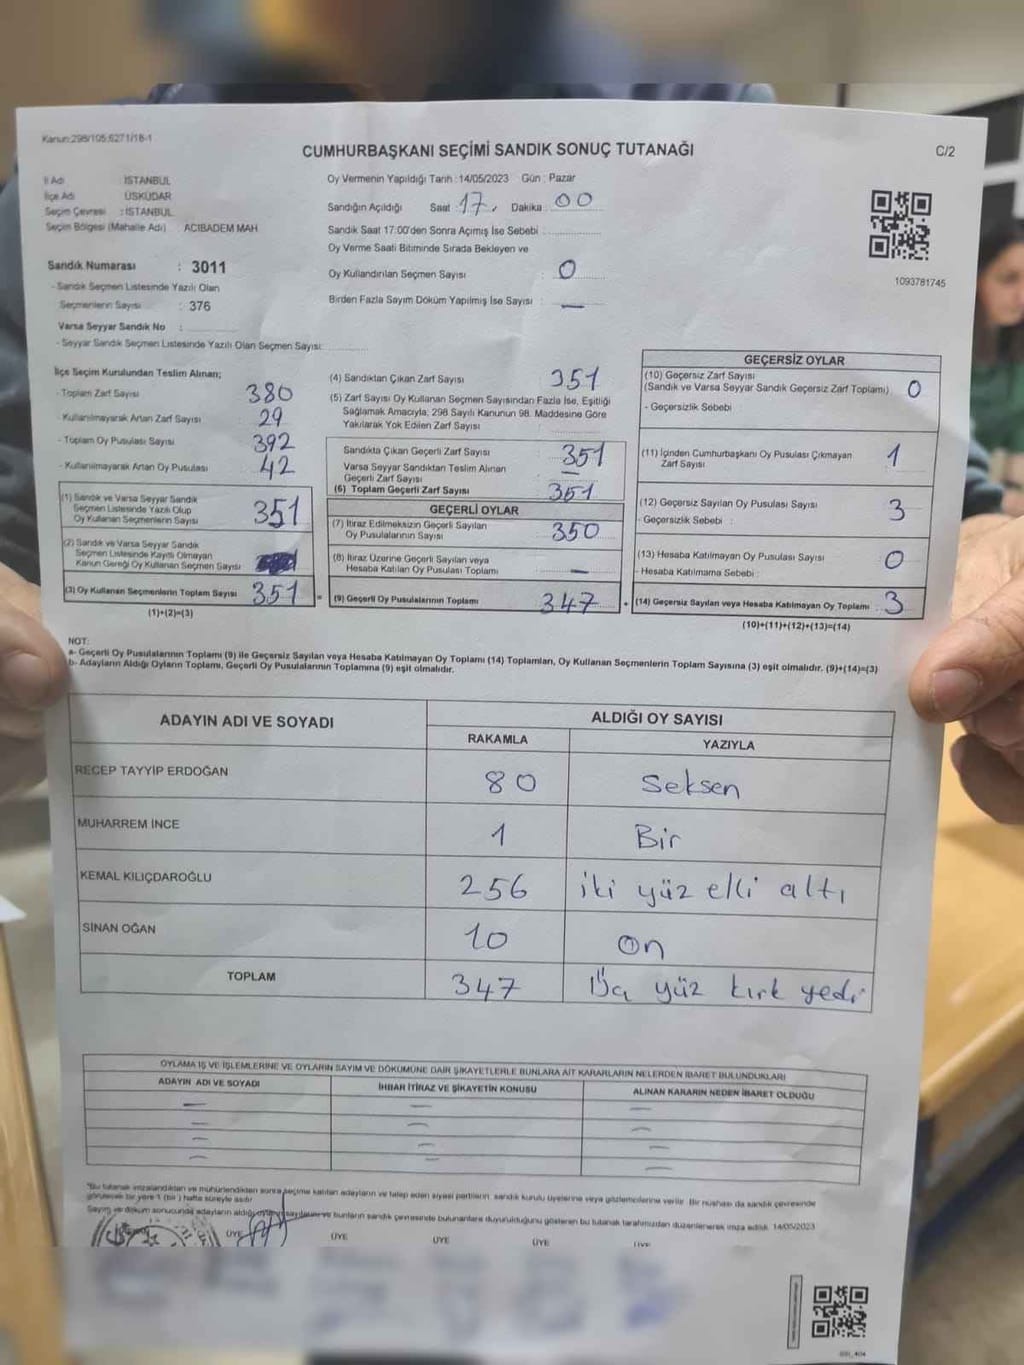 Kanun:298/105;6271/18-1
CUMHURBAŞKANI SEÇİMİ SANDIK SONUÇ TUTANAĞI
C/2
İl Adı : İSTANBUL
İlçe Adı : ÜSKÜDAR
Seçim Çevresi : İSTANBUL
Seçim Bölgesi (Mahalle Adı) : ACIBADEM MAH
Sandık Numarası : 3011
- Sandık Seçmen Listesinde Yazılı Olan
Seçmenlerin Sayısı : 376
Varsa Seyyar Sandık No :
- Seyyar Sandık Seçmen Listesinde Yazılı Olan Seçmen Sayısı:
Oy Vermenin Yapıldığı Tarih : 14/05/2023 Gün : Pazar
Sandığın Açıldığı Saat : 17, Dakika : 00
Sandık Saat 17:00'den Sonra Açımış İse Sebebi :
Oy Verme Saati Bitiminde Sırada Bekleyen ve
Oy Kullandırılan Seçmen Sayısı : 0
Birden Fazla Sayım Döküm Yapılmış İse Sayısı : —
1093781745
İlçe Seçim Kurulundan Teslim Alınan;
- Toplam Zarf Sayısı 380
- Kullanılmayarak Artan Zarf Sayısı 29
- Toplam Oy Pusulası Sayısı 392
- Kullanılmayarak Artan Oy Pusulası 42
(1) Sandık ve Varsa Seyyar Sandık
Seçmen Listesinde Yazılı Olup
Oy Kullanan Seçmenlerin Sayısı 351
(2) Sandık ve Varsa Seyyar Sandık
Seçmen Listesinde Kayıtlı Olmayan
Kanun Gereği Oy Kullanan Seçmen Sayısı
(3) Oy Kullanan Seçmenlerin Toplam Sayısı 351
(1)+(2)=(3)
(4) Sandıktan Çıkan Zarf Sayısı 351
(5) Zarf Sayısı Oy Kullanan Seçmen Sayısından Fazla İse, Eşitliği
Sağlamak Amacıyla; 298 Sayılı Kanunun 98. Maddesine Göre
Yakılarak Yok Edilen Zarf Sayısı
Sandıkta Çıkan Geçerli Zarf Sayısı 351
Varsa Seyyar Sandıktan Teslim Alınan
Geçerli Zarf Sayısı —
(6) Toplam Geçerli Zarf Sayısı 351
GEÇERLİ OYLAR
(7) İtiraz Edilmeksizin Geçerli Sayılan
Oy Pusulalarının Sayısı 350
(8) İtiraz Üzerine Geçerli Sayılan veya
Hesaba Katılan Oy Pusulası Toplamı —
= (9) Geçerli Oy Pusulalarının Toplamı 347
GEÇERSİZ OYLAR
(10) Geçersiz Zarf Sayısı
(Sandık ve Varsa Seyyar Sandık Geçersiz Zarf Toplamı) 0
- Geçersizlik Sebebi
(11) İçinden Cumhurbaşkanı Oy Pusulası Çıkmayan
Zarf Sayısı 1
(12) Geçersiz Sayılan Oy Pusulası Sayısı 3
- Geçersizlik Sebebi :
(13) Hesaba Katılmayan Oy Pusulası Sayısı 0
- Hesaba Katılmama Sebebi :
+ (14) Geçersiz Sayılan veya Hesaba Katılmayan Oy Toplamı : 3
(10)+(11)+(12)+(13)=(14)
NOT:
a- Geçerli Oy Pusulalarının Toplamı (9) ile Geçersiz Sayılan veya Hesaba Katılmayan Oy Toplamı (14) Toplamları, Oy Kullanan Seçmenlerin Toplam Sayısına (3) eşit olmalıdır. (9)+(14)=(3)
b- Adayların Aldığı Oyların Toplamı, Geçerli Oy Pusulalarının Toplamına (9) eşit olmalıdır.
ADAYIN ADI VE SOYADI ALDIĞI OY SAYISI
RAKAMLA YAZIYLA
RECEP TAYYİP ERDOĞAN 80 Seksen
MUHARREM İNCE 1 Bir
KEMAL KILIÇDAROĞLU 256 iki yüz elli altı
SİNAN OĞAN 10 On
TOPLAM 347 Üç yüz kırk yedi
OYLAMA İŞ VE İŞLEMLERİNE VE OYLARIN SAYIM VE DÖKÜMÜNE DAİR ŞİKAYETLERLE BUNLARA AİT KARARLARIN NELERDEN İBARET BULUNDUKLARI
ADAYIN ADI VE SOYADI İHBAR İTİRAZ VE ŞİKAYETİN KONUSU ALINAN KARARIN NEDEN İBARET OLDUĞU
— — —
— — —
— — —
— — —
*Bu tutanak imzalandıktan ve mühürlendikten sonra seçime katılan adayların ve talep eden siyasi partilerin sandık kurulu üyelerine veya gözlemcilerine verilir. Bir nushası da sandık çevresinde
görülecek bir yere 1 (bir) hafta süreyle asılır.
Sayım ve döküm sonucunda adayların aldığı oyların sayılarını ve bunların sandık çevresinde bulunanlara duyurulduğunu gösteren bu tutanak tarafımızdan düzenlenerek imza edildi. 14/05/2023
ÜYE ÜYE ÜYE ÜYE ÜYE